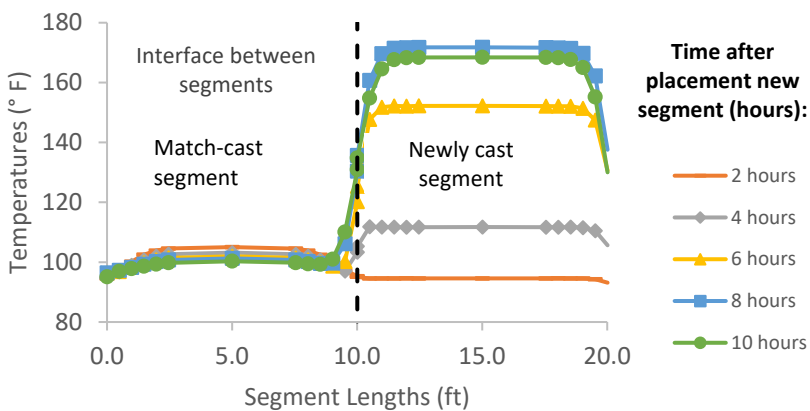 180
160
140
120
100
80
Temperatures (° F)
Interface between
segments
Match-cast
segment
Newly cast
segment
0.0
5.0
10.0
15.0
20.0
Segment Lengths (ft)
Time after
placement new
segment (hours):
2 hours
4 hours
6 hours
8 hours
10 hours